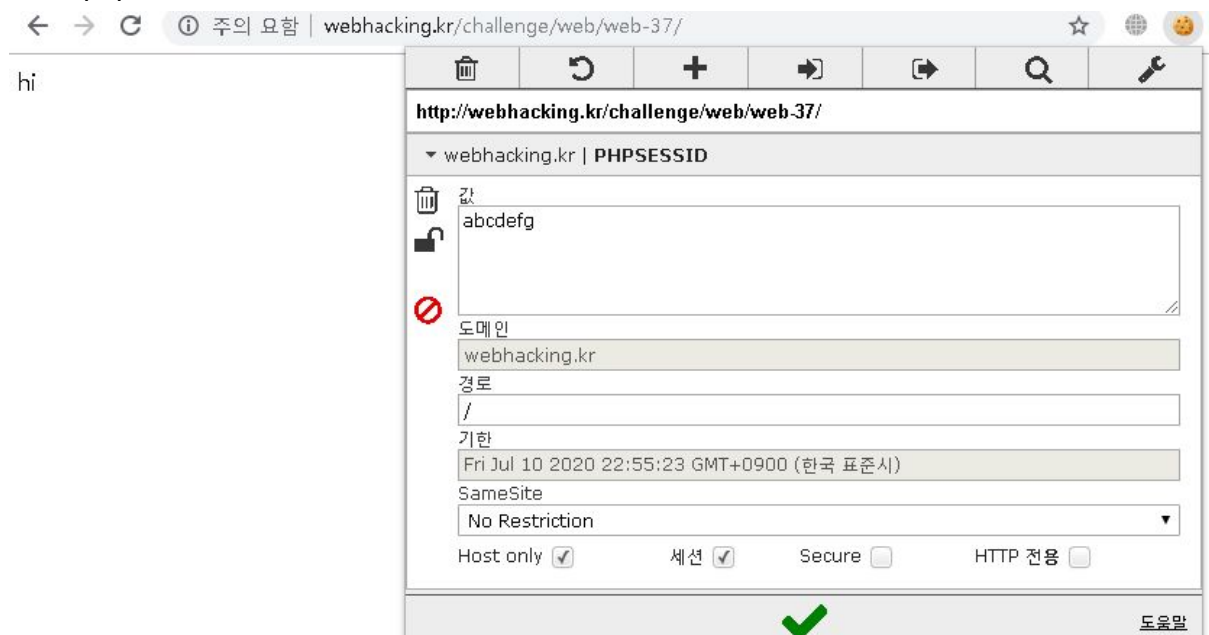 주의 요함 | webhacking.kr/challenge/web/web-37/
hi
http://webhacking.kr/challenge/web/web-37/
webhacking.kr | PHPSESSID
값
abcdefg
도메인
webhacking.kr
경로
/
기한
Fri Jul 10 2020 22:55:23 GMT+0900 (한국 표준시)
SameSite
No Restriction
Host only 세션 Secure HTTP 전용
도움말